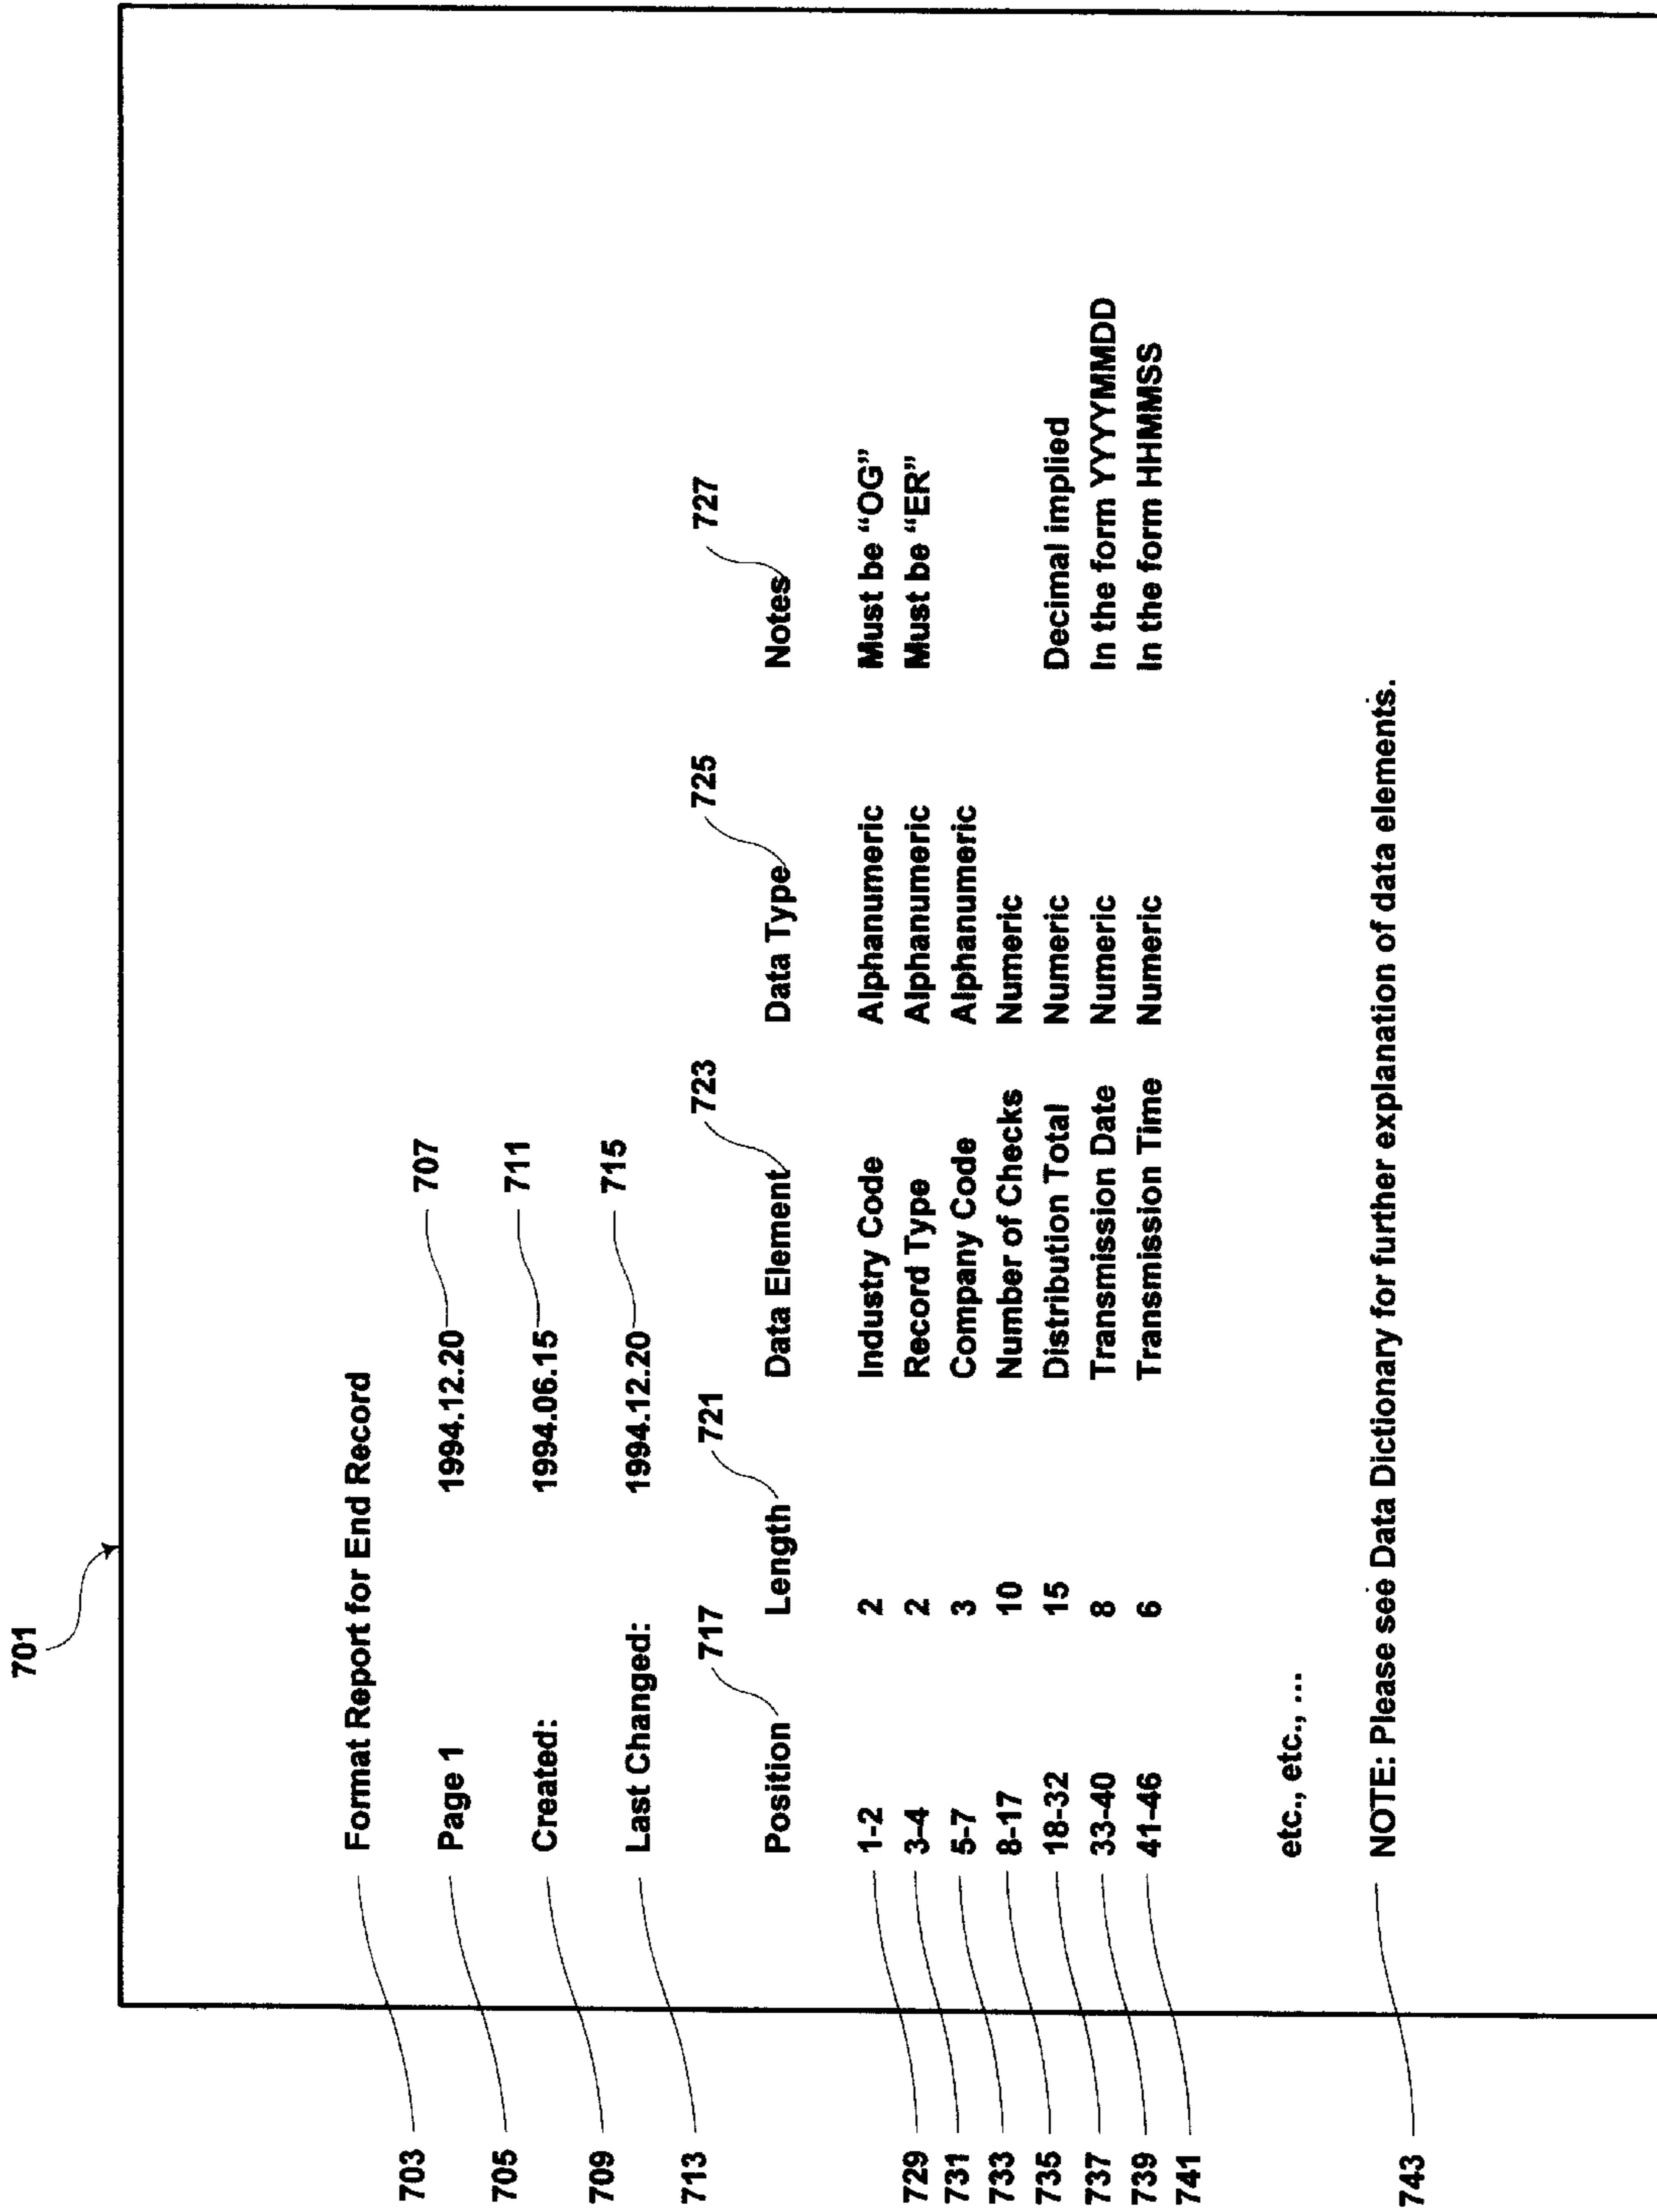 701
703 Format Report for End Record
705 Page 1 1994.12.20 707
709 Created: 1994.06.15 711
713 Last Changed: 1994.12.20 715
717 721 723 725 727
Position Length Data Element Data Type Notes
729 1-2 2 Industry Code Alphanumeric Must be “OG”
731 3-4 2 Record Type Alphanumeric Must be “ER”
733 5-7 3 Company Code Alphanumeric
735 8-17 10 Number of Checks Numeric
737 18-32 15 Distribution Total Numeric Decimal implied
739 33-40 8 Transmission Date Numeric In the form YYYYMMDD
741 41-46 6 Transmission Time Numeric In the form HHMMSS
etc., etc., ...
743 NOTE: Please see Data Dictionary for further explanation of data elements.